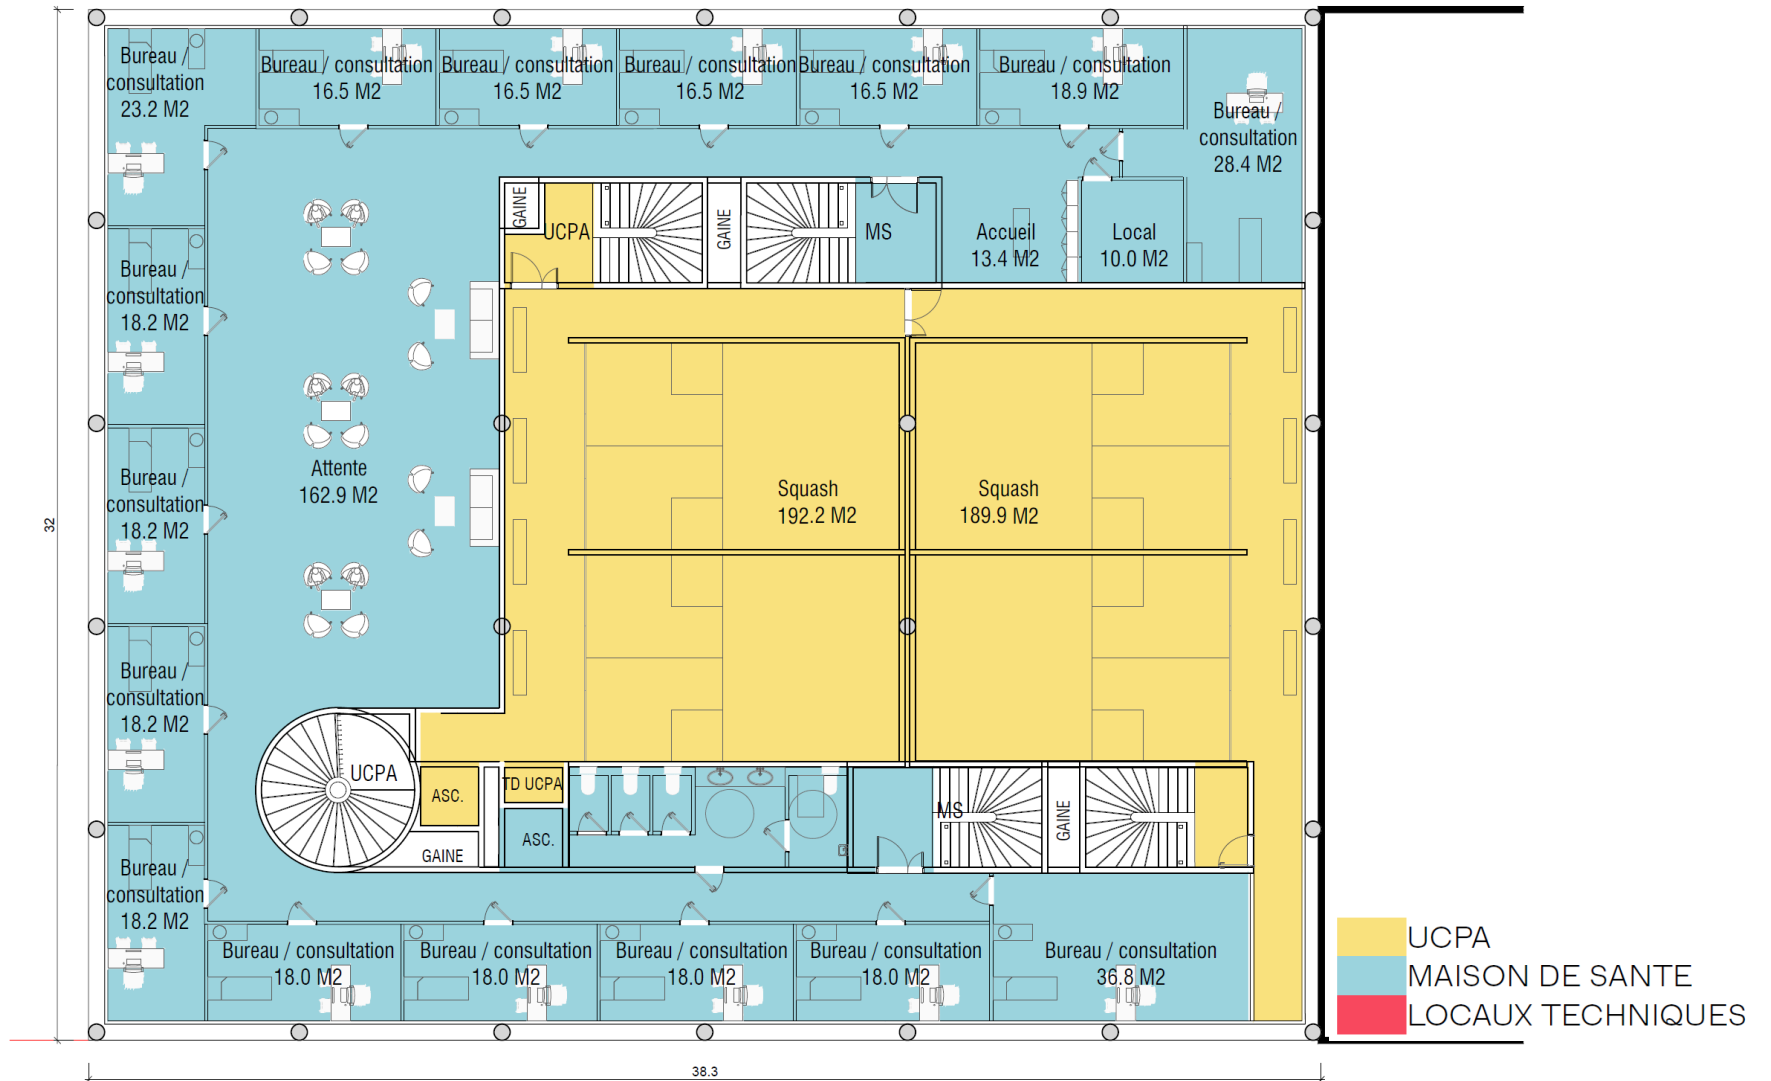 Bureau /
consultation
23.2 M2
Bureau / consultation
16.5 M2
Bureau / consultation
16.5 M2
Bureau / consultation
16.5 M2
Bureau / consultation
16.5 M2
Bureau / consultation
18.9 M2
Bureau /
consultation
28.4 M2
GAINE
UCPA
GAINE
MS
Accueil
13.4 M2
Local
10.0 M2
Bureau /
consultation
18.2 M2
Attente
162.9 M2
Bureau /
consultation
18.2 M2
Squash
192.2 M2
Squash
189.9 M2
32
Bureau /
consultation
18.2 M2
UCPA
ASC.
TD UCPA
ASC.
GAINE
MS
GAINE
Bureau /
consultation
18.2 M2
Bureau / consultation
18.0 M2
Bureau / consultation
18.0 M2
Bureau / consultation
18.0 M2
Bureau / consultation
18.0 M2
Bureau / consultation
36.8 M2
UCPA
MAISON DE SANTE
LOCAUX TECHNIQUES
38.3